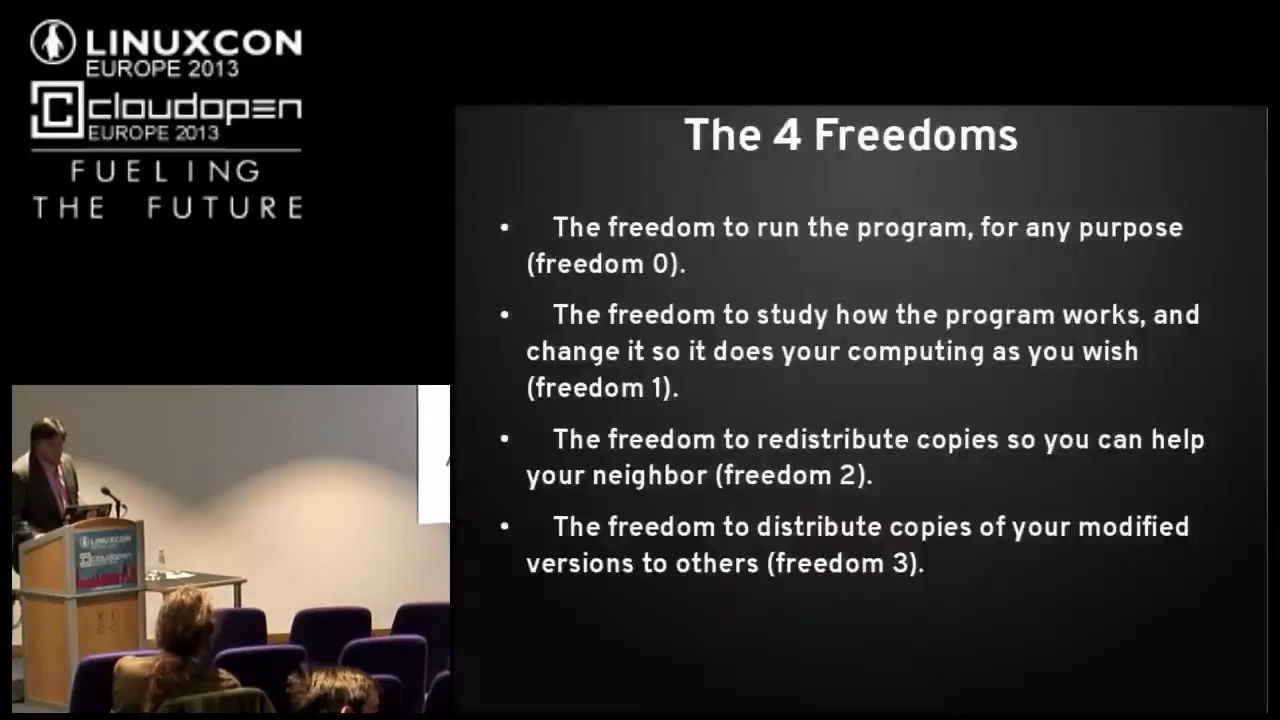 LINUXCON
EUROPE 2013
cloudopen
EUROPE 2013
FUELING
THE FUTURE
The 4 Freedoms
• The freedom to run the program, for any purpose
(freedom 0).
• The freedom to study how the program works, and
change it so it does your computing as you wish
(freedom 1).
• The freedom to redistribute copies so you can help
your neighbor (freedom 2).
• The freedom to distribute copies of your modified
versions to others (freedom 3).
LINUXCON
cloudopen